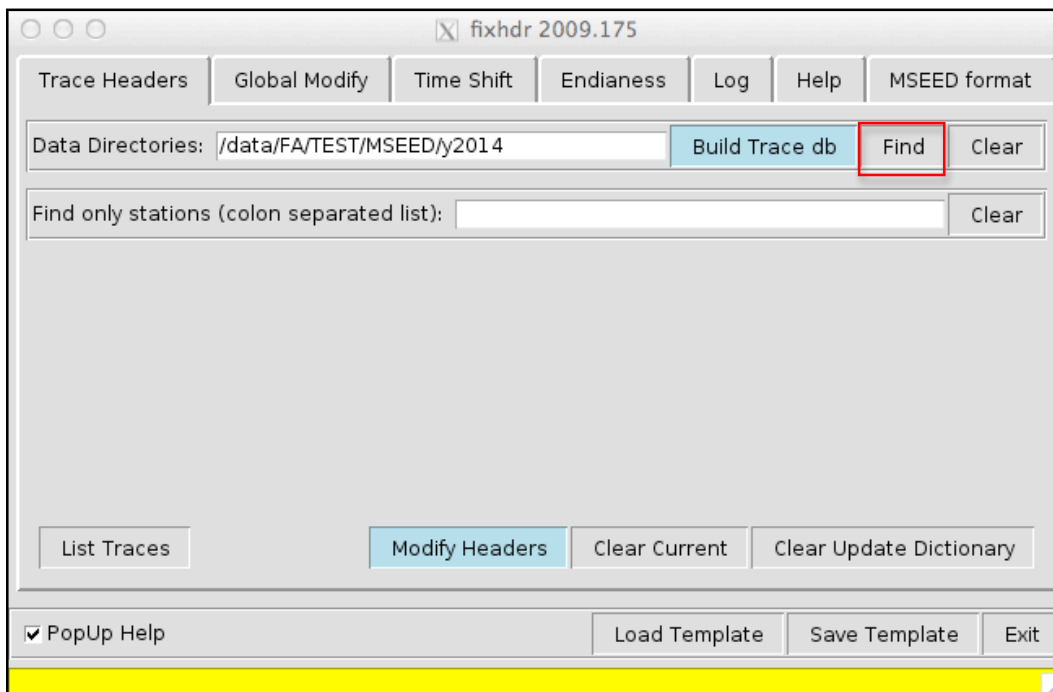 fixhdr 2009.175
Trace Headers Global Modify Time Shift Endianess Log Help MSEED format
Data Directories: /data/FA/TEST/MSEED/y2014 Build Trace db Find Clear
Find only stations (colon separated list): Clear
List Traces Modify Headers Clear Current Clear Update Dictionary
PopUp Help Load Template Save Template Exit